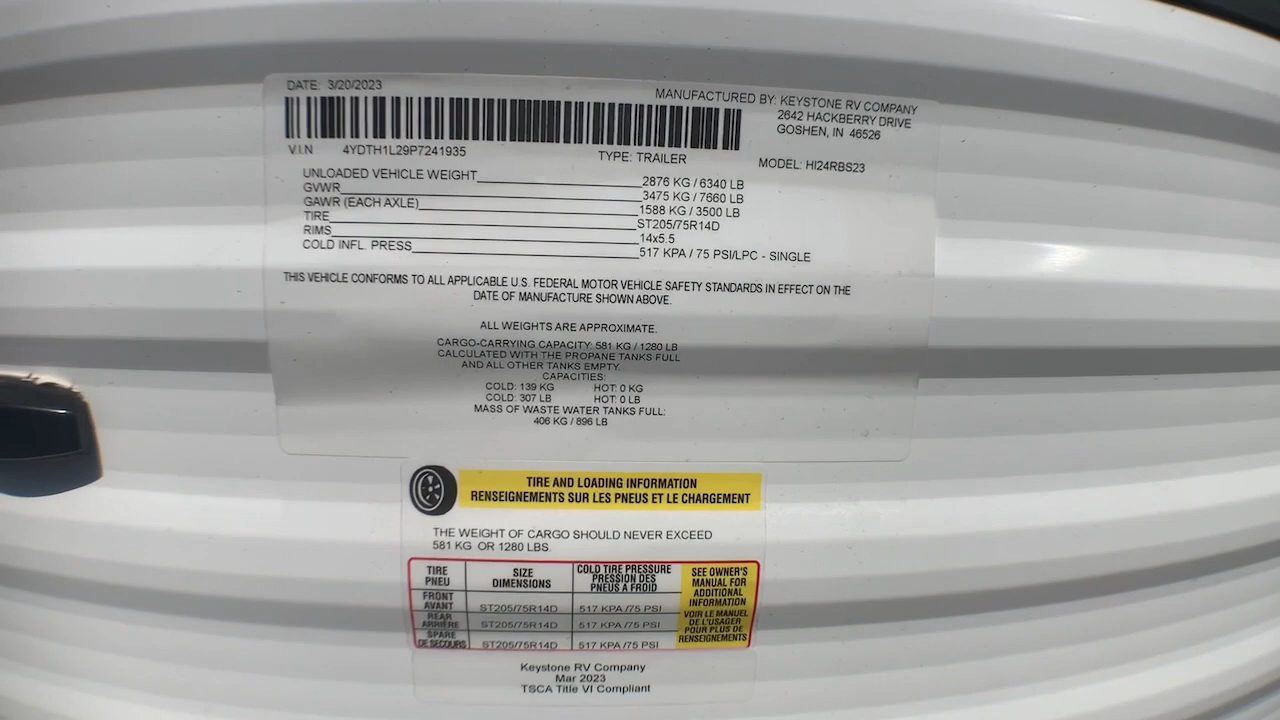 DATE: 3/20/2023
MANUFACTURED BY: KEYSTONE RV COMPANY
2642 HACKBERRY DRIVE
GOSHEN, IN 46526
V.I.N 4YDTH1L29P7241935 TYPE: TRAILER MODEL: HI24RBS23
UNLOADED VEHICLE WEIGHT 2876 KG / 6340 LB
GVWR 3475 KG / 7660 LB
GAWR (EACH AXLE) 1588 KG / 3500 LB
TIRE ST205/75R14D
RIMS 14x5.5
COLD INFL. PRESS 517 KPA / 75 PSI/LPC - SINGLE
THIS VEHICLE CONFORMS TO ALL APPLICABLE U.S. FEDERAL MOTOR VEHICLE SAFETY STANDARDS IN EFFECT ON THE
DATE OF MANUFACTURE SHOWN ABOVE.
ALL WEIGHTS ARE APPROXIMATE.
CARGO-CARRYING CAPACITY: 581 KG / 1280 LB
CALCULATED WITH THE PROPANE TANKS FULL
AND ALL OTHER TANKS EMPTY.
CAPACITIES:
COLD: 139 KG HOT: 0 KG
COLD: 307 LB HOT: 0 LB
MASS OF WASTE WATER TANKS FULL:
406 KG / 896 LB
TIRE AND LOADING INFORMATION
RENSEIGNEMENTS SUR LES PNEUS ET LE CHARGEMENT
THE WEIGHT OF CARGO SHOULD NEVER EXCEED
581 KG OR 1280 LBS.
TIRE
PNEU
SIZE
DIMENSIONS
COLD TIRE PRESSURE
PRESSION DES
PNEUS A FROID
FRONT
AVANT
ST205/75R14D 517 KPA /75 PSI
REAR
ARRIÈRE
ST205/75R14D 517 KPA /75 PSI
SPARE
DE SECOURS
ST205/75R14D 517 KPA /75 PSI
SEE OWNER'S
MANUAL FOR
ADDITIONAL
INFORMATION
VOIR LE MANUEL
DE L'USAGER
POUR PLUS DE
RENSEIGNEMENTS
Keystone RV Company
Mar 2023
TSCA Title VI Compliant